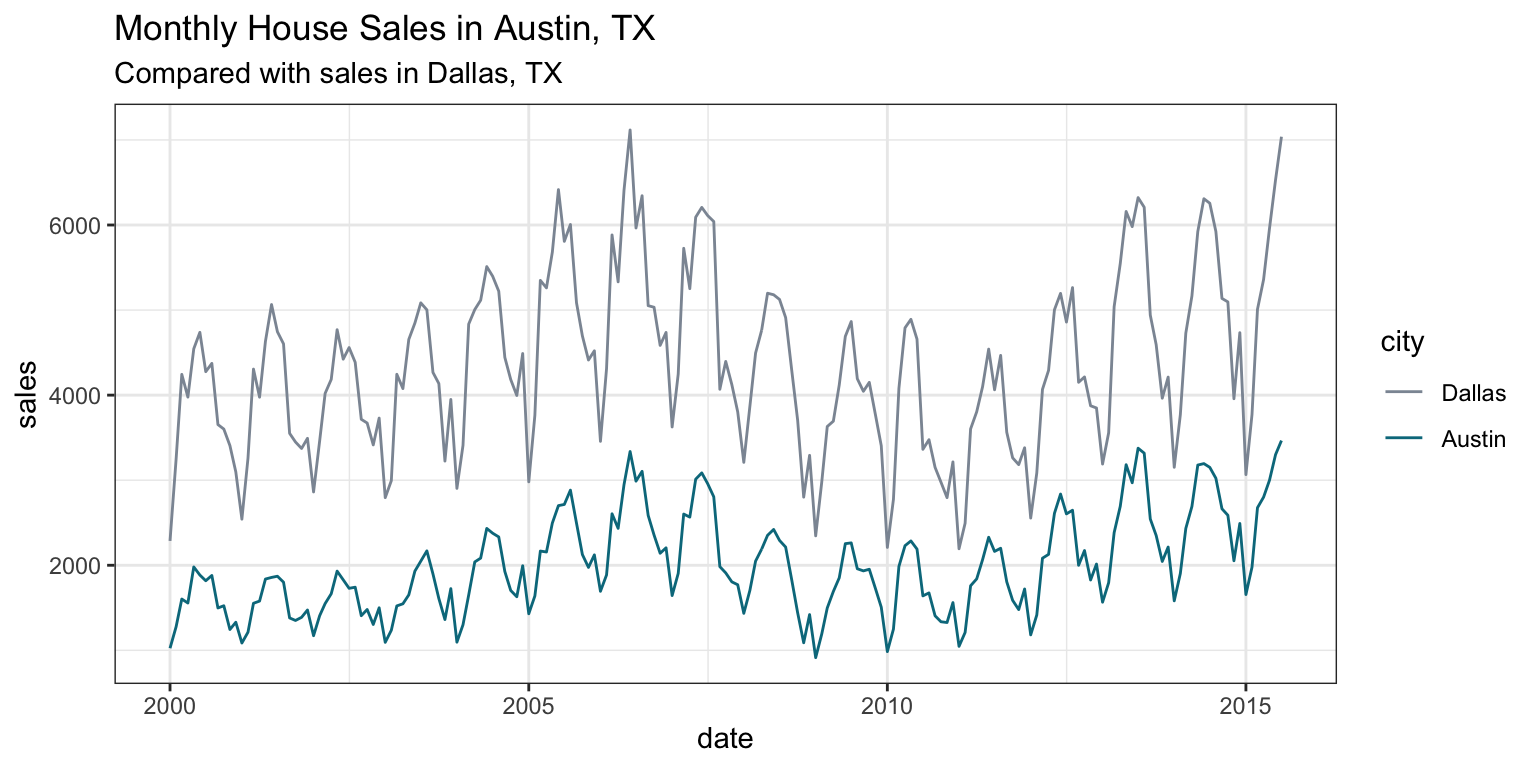 Monthly House Sales in Austin, TX
Compared with sales in Dallas, TX
sales
6000
4000
2000
2000
2005
2010
2015
date
city
Dallas
Austin